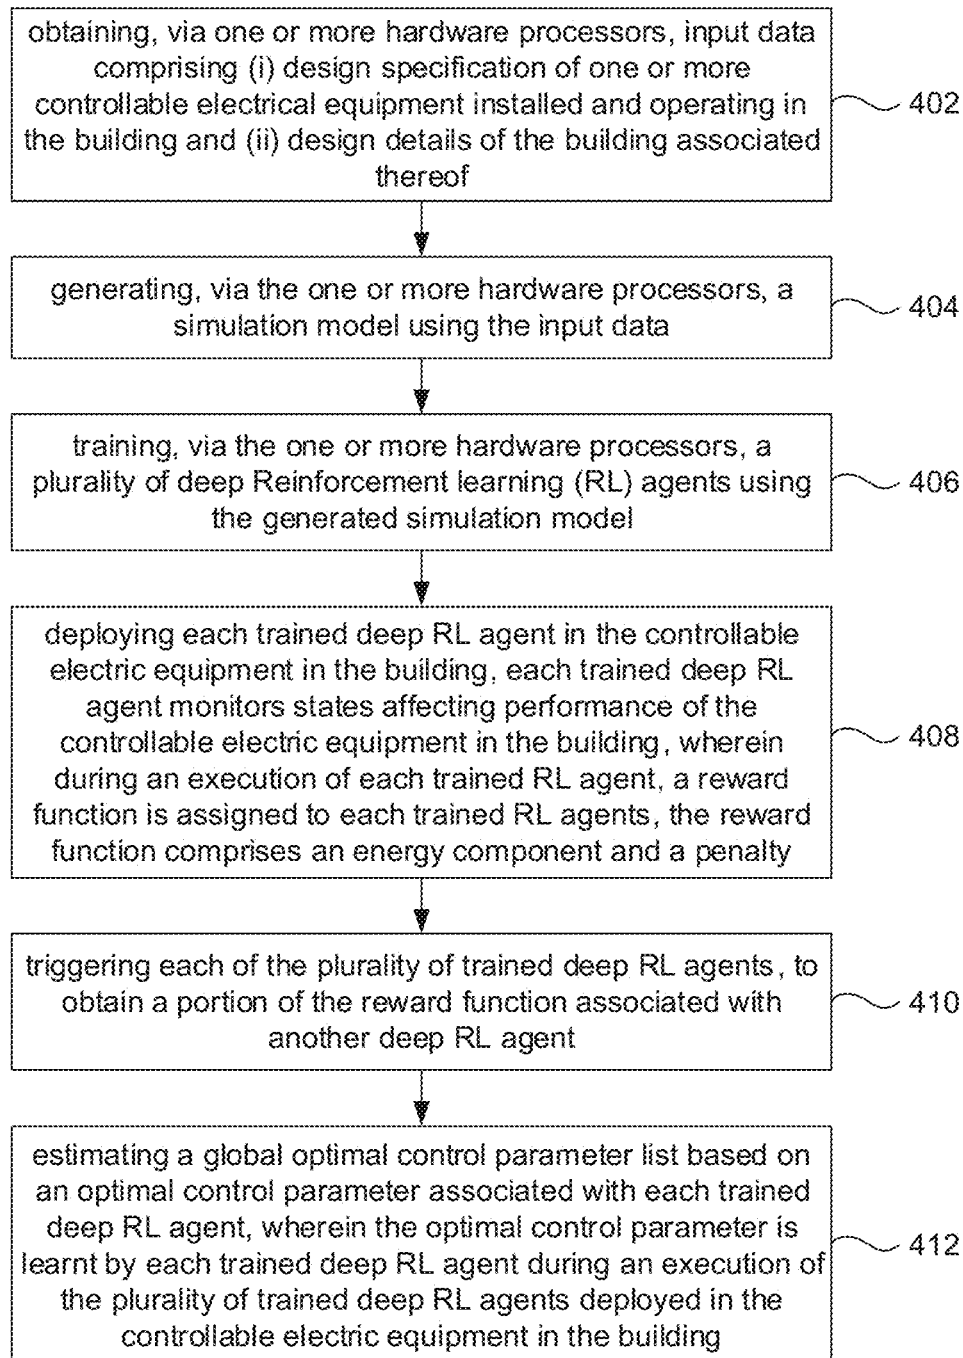 obtaining, via one or more hardware processors, input data
comprising (i) design specification of one or more
controllable electrical equipment installed and operating in
the building and (ii) design details of the building associated
thereof
402
generating, via the one or more hardware processors, a
simulation model using the input data
404
training, via the one or more hardware processors, a
plurality of deep Reinforcement learning (RL) agents using
the generated simulation model
406
deploying each trained deep RL agent in the controllable
electric equipment in the building, each trained deep RL
agent monitors states affecting performance of the
controllable electric equipment in the building, wherein
during an execution of each trained RL agent, a reward
function is assigned to each trained RL agents, the reward
function comprises an energy component and a penalty
408
triggering each of the plurality of trained deep RL agents, to
obtain a portion of the reward function associated with
another deep RL agent
410
estimating a global optimal control parameter list based on
an optimal control parameter associated with each trained
deep RL agent, wherein the optimal control parameter is
learnt by each trained deep RL agent during an execution of
the plurality of trained deep RL agents deployed in the
controllable electric equipment in the building
412